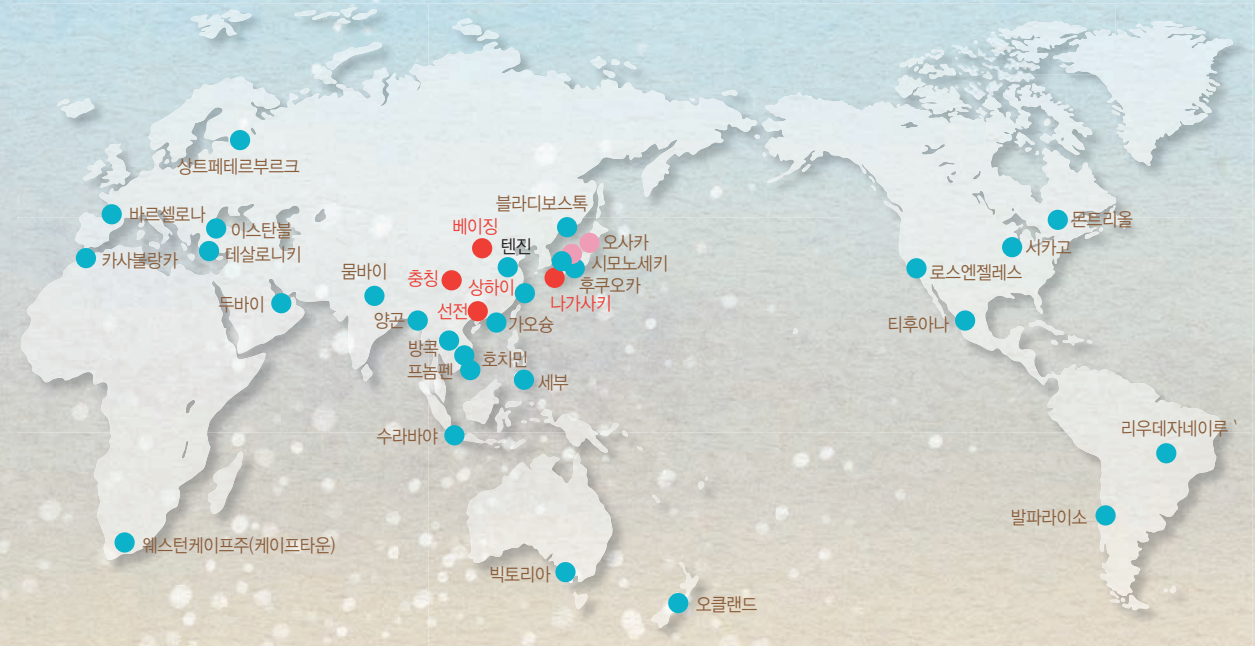 상트페테르부르크
블라디보스톡
바르셀로나
이스탄불
베이징
텐진
오사카
몬트리올
카사블랑카
데살로니키
시모노세키
시카고
뭄바이
충칭
상하이
후쿠오카
로스엔젤레스
두바이
나가사키
양곤
선전
가오슝
티후아나
방콕
호치민
프놈펜
세부
수라바야
리우데자네이루 `
발파라이소
웨스턴케이프주(케이프타운)
빅토리아
오클랜드